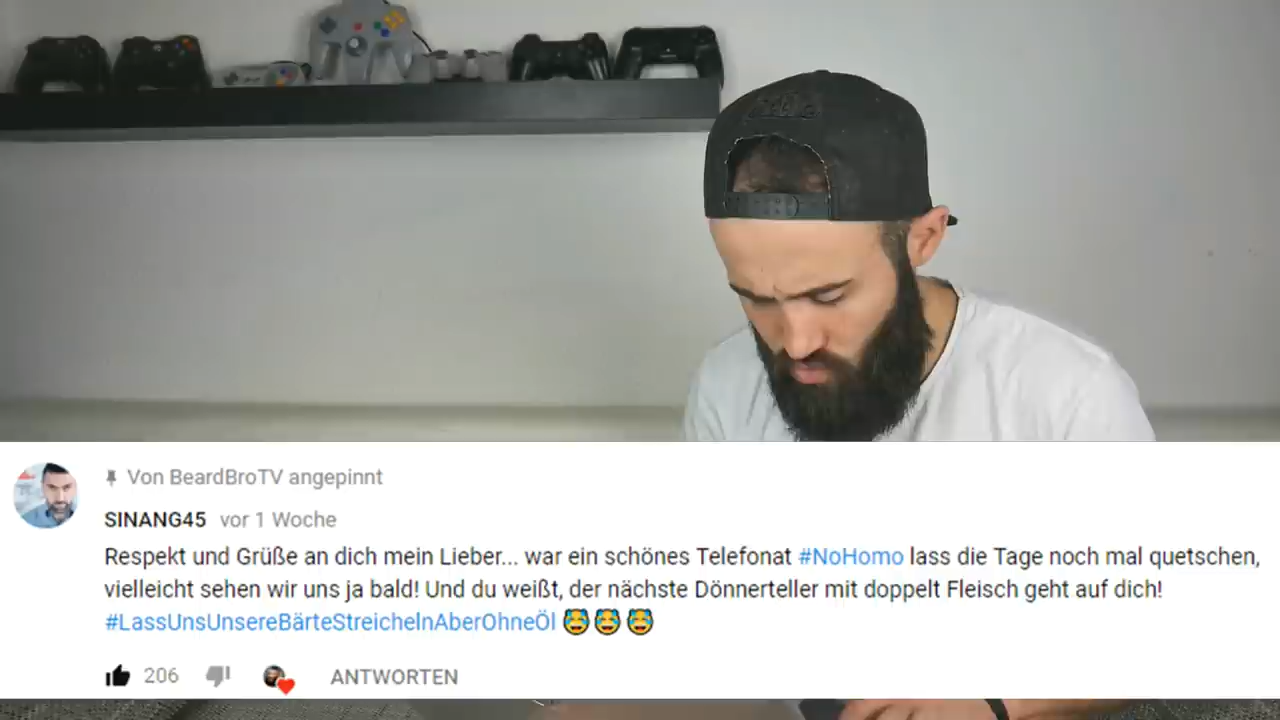 Von BeardBroTV angepinnt
SINANG45 vor 1 Woche
Respekt und Grüße an dich mein Lieber... war ein schönes Telefonat #NoHomo lass die Tage noch mal quetschen,
vielleicht sehen wir uns ja bald! Und du weißt, der nächste Dönnerteller mit doppelt Fleisch geht auf dich!
#LassUnsUnsereBärteStreichelnAberOhneÖl 😂😂😂
206 ANTWORTEN